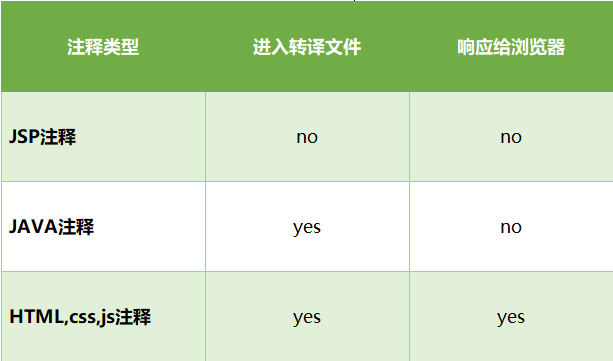 注释类型 进入转译文件 响应给浏览器
JSP注释 no no
JAVA注释 yes no
HTML,css,js注释 yes yes